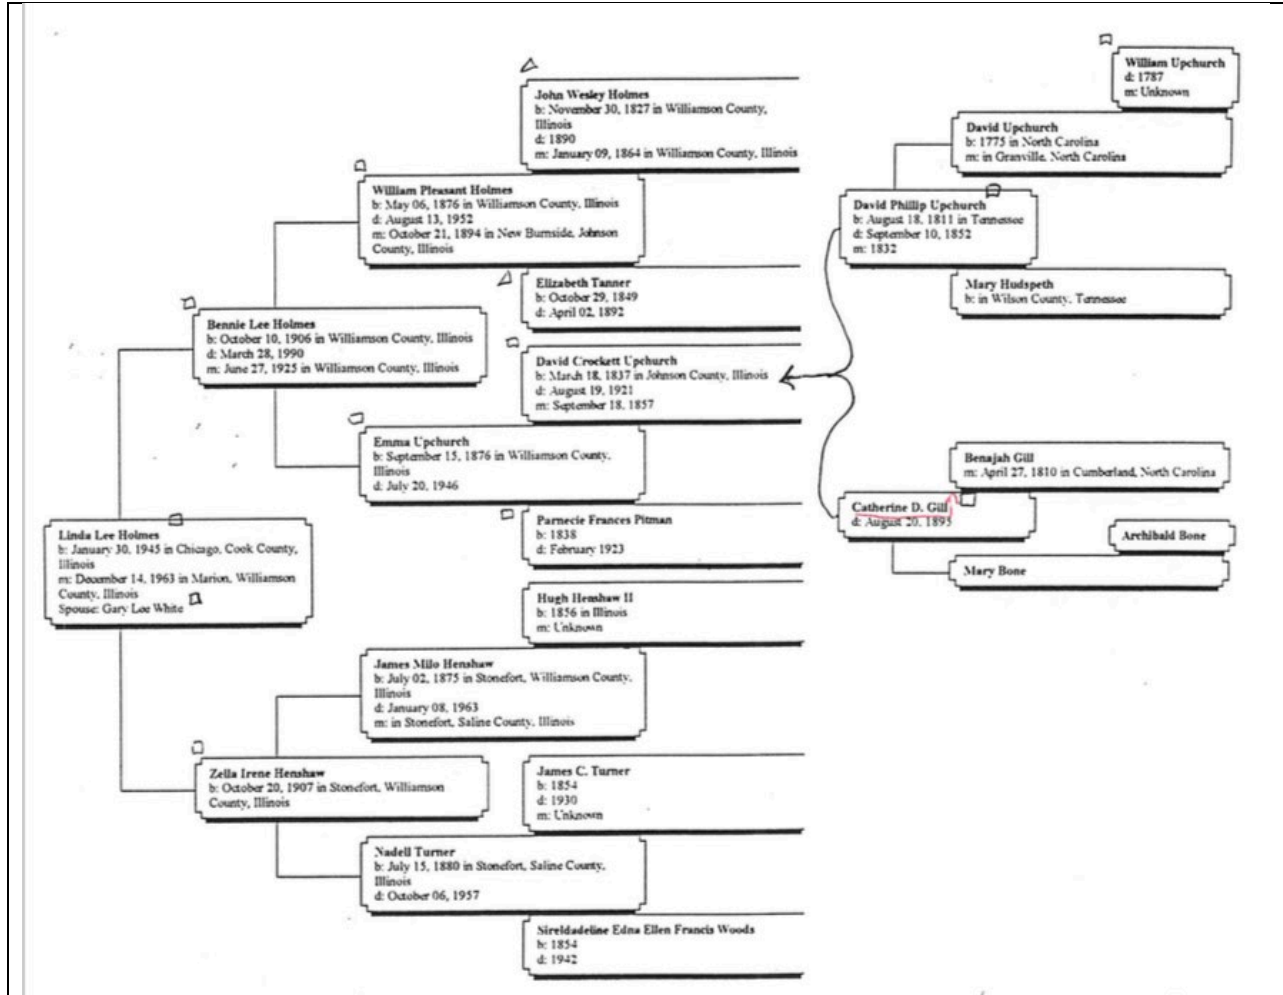 William Upchurch
d: 1787
m: Unknown
John Wesley Holmes
b: November 30, 1827 in Williamson County,
Illinois
d: 1890
m: January 09, 1864 in Williamson County, Illinois
David Upchurch
b: 1775 in North Carolina
m: in Granville, North Carolina
William Pleasant Holmes
b: May 06, 1876 in Williamson County, Illinois
d: August 13, 1952
m: October 21, 1894 in New Burnside, Johnson
County, Illinois
David Phillip Upchurch
b: August 18, 1811 in Tennessee
d: September 10, 1852
m: 1832
Elizabeth Tanner
b: October 29, 1849
d: April 02, 1892
Mary Hudspeth
b: in Wilson County, Tennessee
Bennie Lee Holmes
b: October 10, 1906 in Williamson County, Illinois
d: March 28, 1990
m: June 27, 1925 in Williamson County, Illinois
David Crockett Upchurch
b: March 18, 1837 in Johnson County, Illinois
d: August 19, 1921
m: September 18, 1857
Emma Upchurch
b: September 15, 1876 in Williamson County,
Illinois
d: July 20, 1946
Benajah Gill
m: April 27, 1810 in Cumberland, North Carolina
Catherine D. Gill
d: August 20, 1895
Parnecie Frances Pitman
b: 1838
d: February 1923
Archibald Bone
Mary Bone
Linda Lee Holmes
b: January 30, 1945 in Chicago, Cook County,
Illinois
m: December 14, 1963 in Marion, Williamson
County, Illinois
Spouse: Gary Lee White
Hugh Henshaw II
b: 1856 in Illinois
m: Unknown
James Milo Henshaw
b: July 02, 1875 in Stonefort, Williamson County,
Illinois
d: January 08, 1963
m: in Stonefort, Saline County, Illinois
Zella Irene Henshaw
b: October 20, 1907 in Stonefort, Williamson
County, Illinois
James C. Turner
b: 1854
d: 1930
m: Unknown
Nadell Turner
b: July 15, 1880 in Stonefort, Saline County,
Illinois
d: October 06, 1957
Sireldadeline Edna Ellen Francis Woods
b: 1854
d: 1942